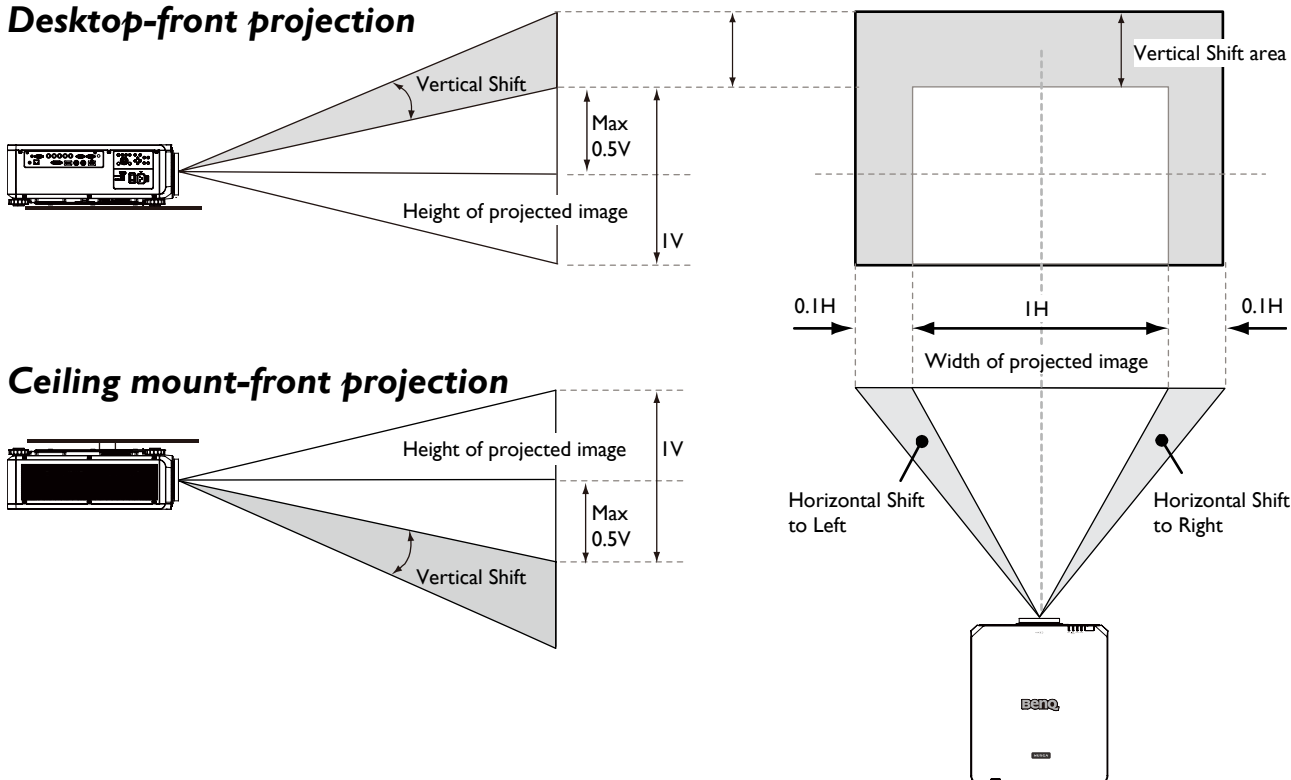 Desktop-front projection
Vertical Shift
Max
0.5V
Height of projected image
1V
Vertical Shift area
0.1H
1H
0.1H
Width of projected image
Ceiling mount-front projection
Height of projected image
1V
Max
0.5V
Vertical Shift
Horizontal Shift
to Left
Horizontal Shift
to Right
BenQ